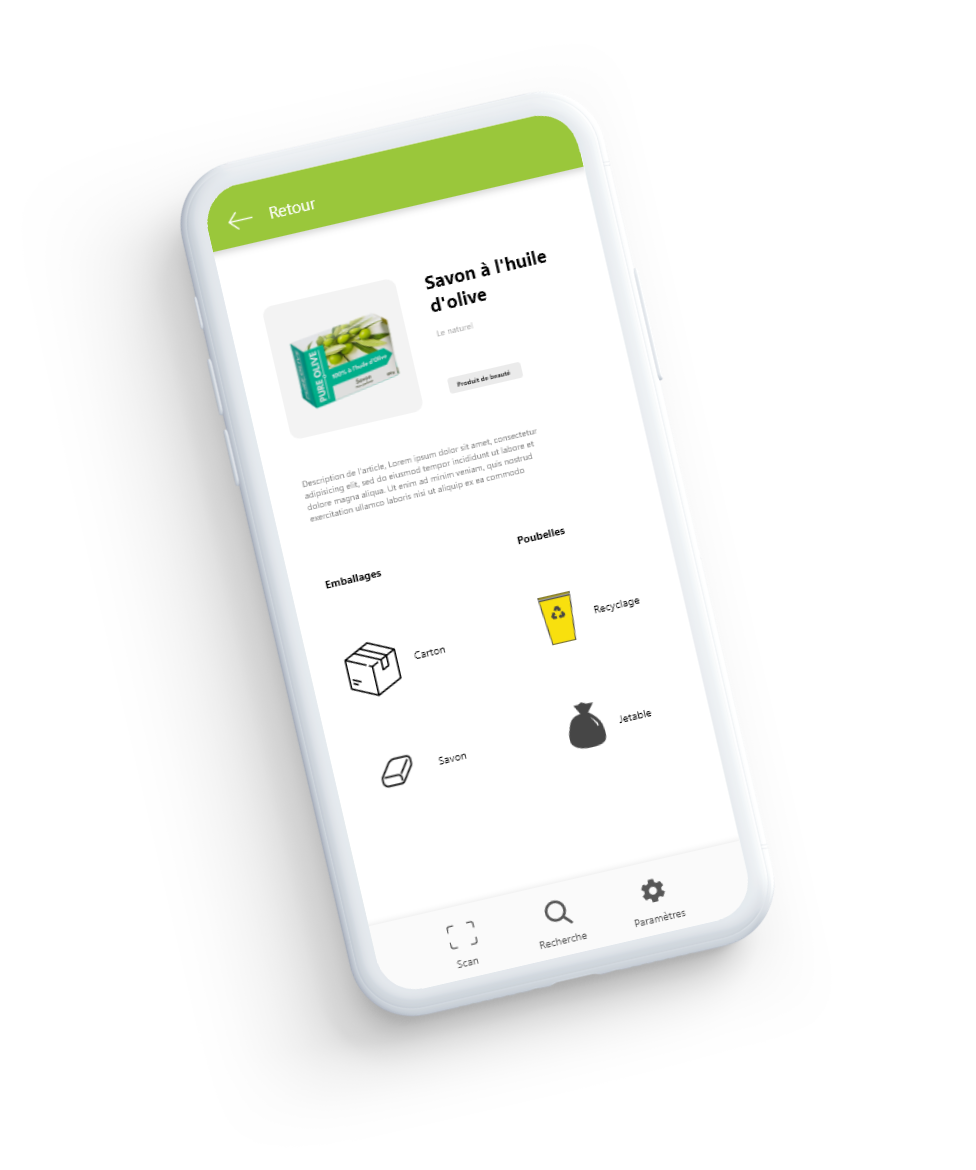 Retour
Savon à l'huile
d'olive
Le naturel
Produit de beauté
PURE OLIVE
100% à l'huile d'Olive
Savon
Description de l'article, Lorem ipsum dolor sit amet, consectetur
adipisicing elit, sed do eiusmod tempor incididunt ut labore et
dolore magna aliqua. Ut enim ad minim veniam, quis nostrud
exercitation ullamco laboris nisi ut aliquip ex ea commodo
Emballages
Poubelles
Carton
Recyclage
Savon
Jetable
Scan
Recherche
Paramètres